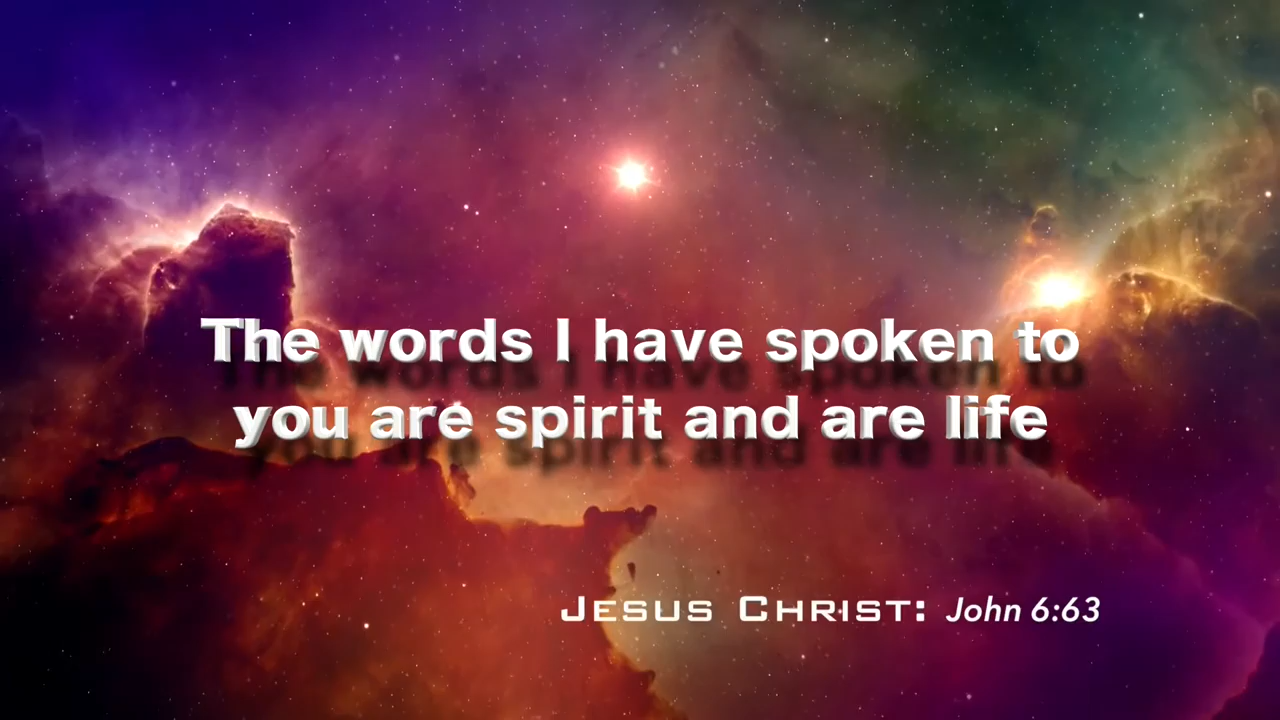 The words I have spoken to
you are spirit and are life
JESUS CHRIST: John 6:63